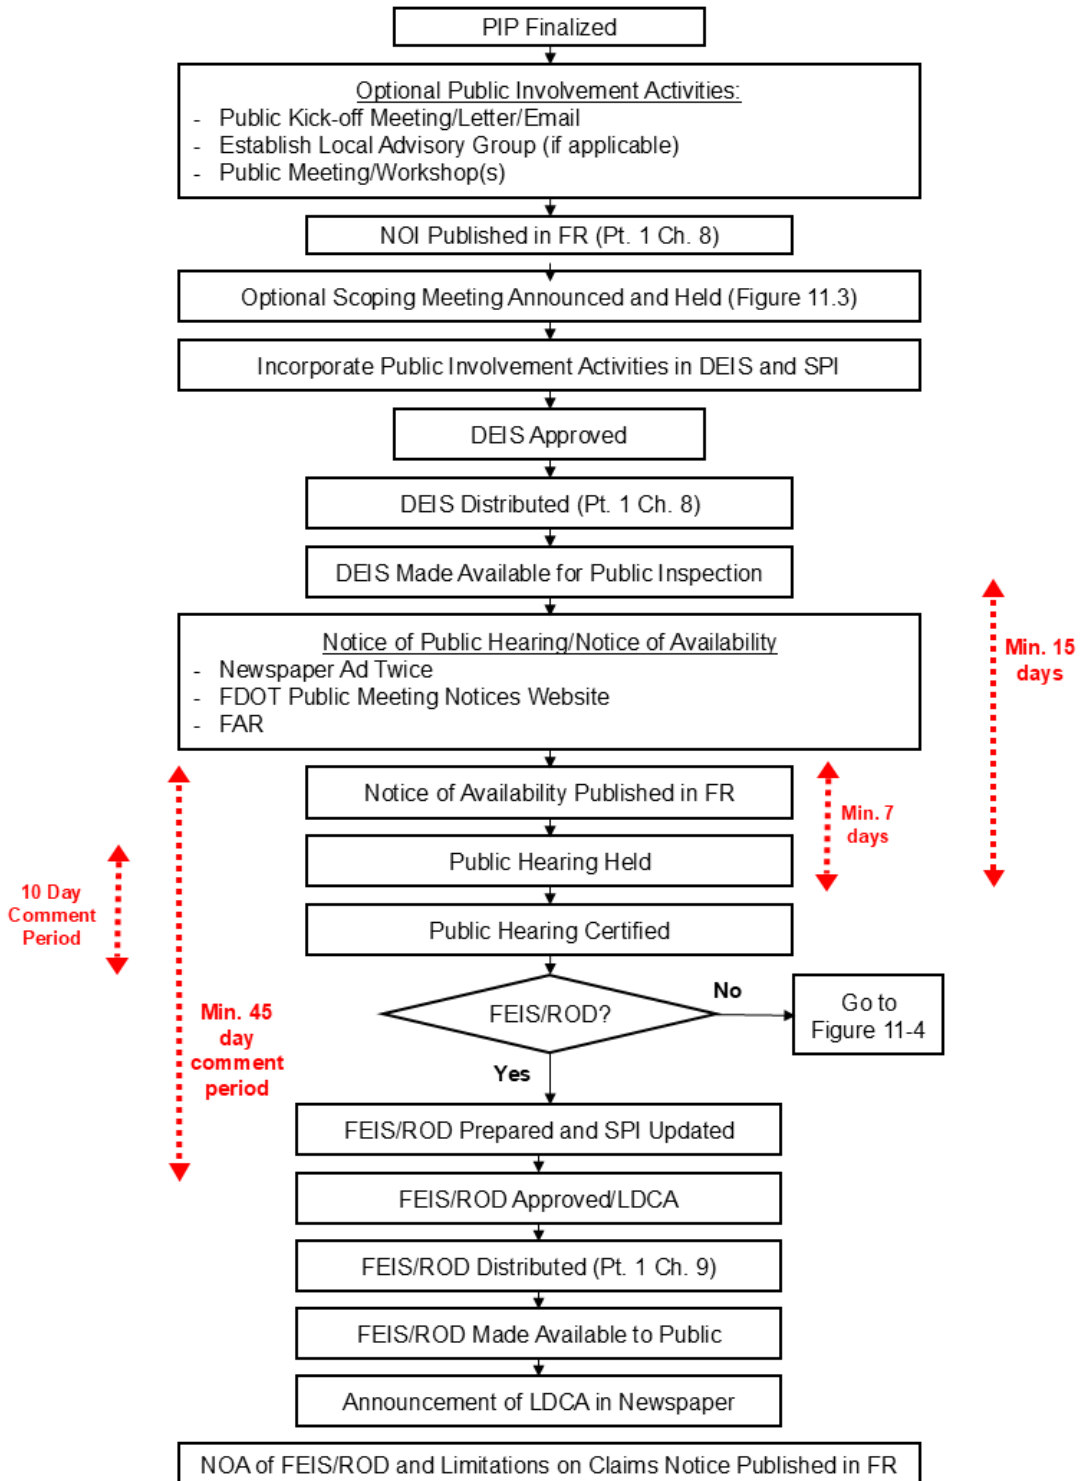 PIP Finalized
Optional Public Involvement Activities:
- Public Kick-off Meeting/Letter/Email
- Establish Local Advisory Group (if applicable)
- Public Meeting/Workshop(s)
NOI Published in FR (Pt. 1 Ch. 8)
Optional Scoping Meeting Announced and Held (Figure 11.3)
Incorporate Public Involvement Activities in DEIS and SPI
DEIS Approved
DEIS Distributed (Pt. 1 Ch. 8)
DEIS Made Available for Public Inspection
Notice of Public Hearing/Notice of Availability
- Newspaper Ad Twice
- FDOT Public Meeting Notices Website
- FAR
Min. 15
days
Notice of Availability Published in FR
Min. 7
days
Public Hearing Held
10 Day
Comment
Period
Public Hearing Certified
FEIS/ROD?
No
Go to
Figure 11-4
Min. 45
day
comment
period
Yes
FEIS/ROD Prepared and SPI Updated
FEIS/ROD Approved/LDCA
FEIS/ROD Distributed (Pt. 1 Ch. 9)
FEIS/ROD Made Available to Public
Announcement of LDCA in Newspaper
NOA of FEIS/ROD and Limitations on Claims Notice Published in FR